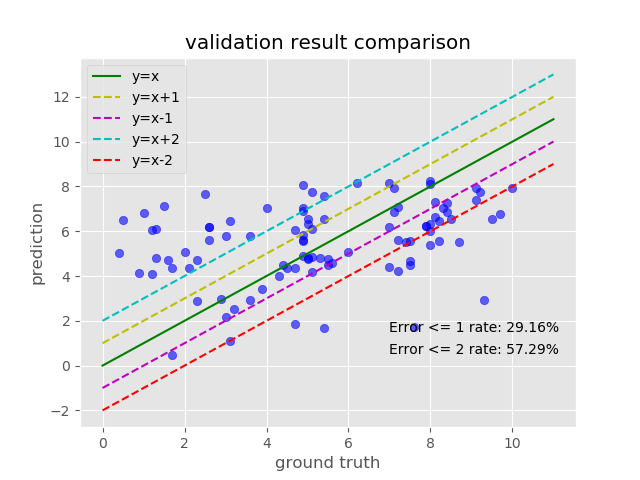 validation result comparison
y=x
y=x+1
y=x-1
y=x+2
y=x-2
12
10
8
6
4
2
0
−2
prediction
Error <= 1 rate: 29.16%
Error <= 2 rate: 57.29%
0 2 4 6 8 10
ground truth